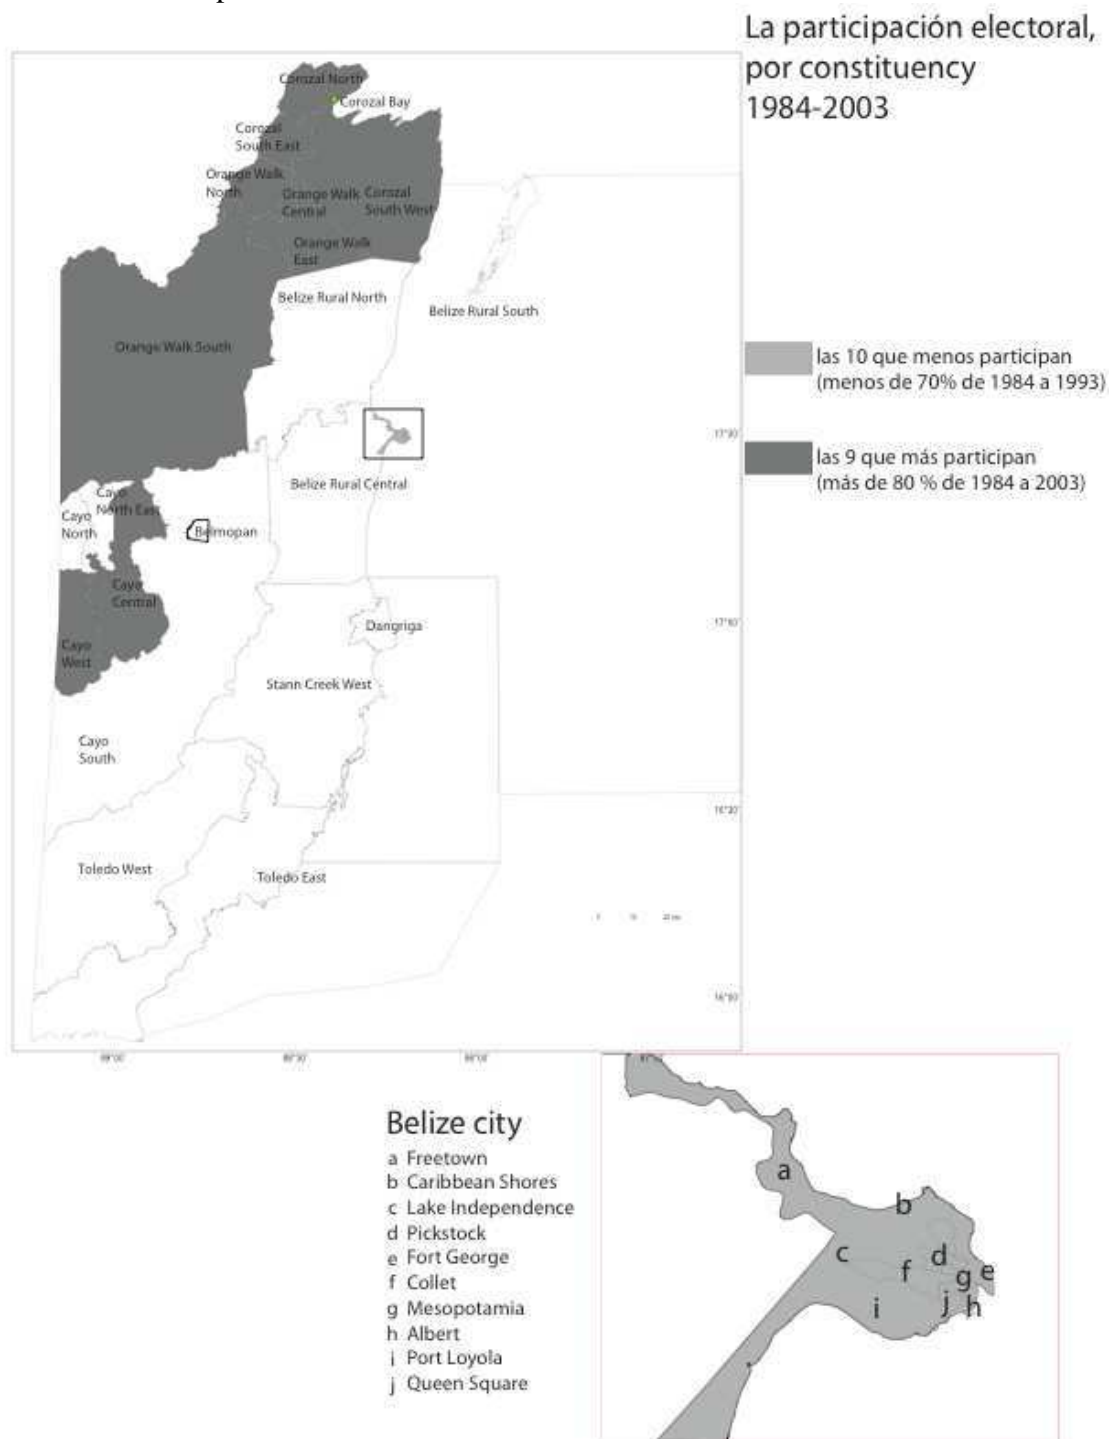 La participación electoral,
por constituency
1984-2003
Corozal North
Corozal Bay
Corozal
South East
Orange Walk
North
Orange Walk
Central
Corozal
South West
Orange Walk
East
Belize Rural North
Belize Rural South
Orange Walk South
las 10 que menos participan
(menos de 70% de 1984 a 1993)
las 9 que más participan
(más de 80 % de 1984 a 2003)
Belize Rural Central
Cayo
North East
Cayo
North
Belmopan
Cayo
Central
Cayo
West
Dangriga
Stann Creek West
Cayo
South
Toledo West
Toledo East
Belize city
a Freetown
b Caribbean Shores
c Lake Independence
d Pickstock
e Fort George
f Collet
g Mesopotamia
h Albert
i Port Loyola
j Queen Square
a
b
c
d
e
f
g
i
j
h